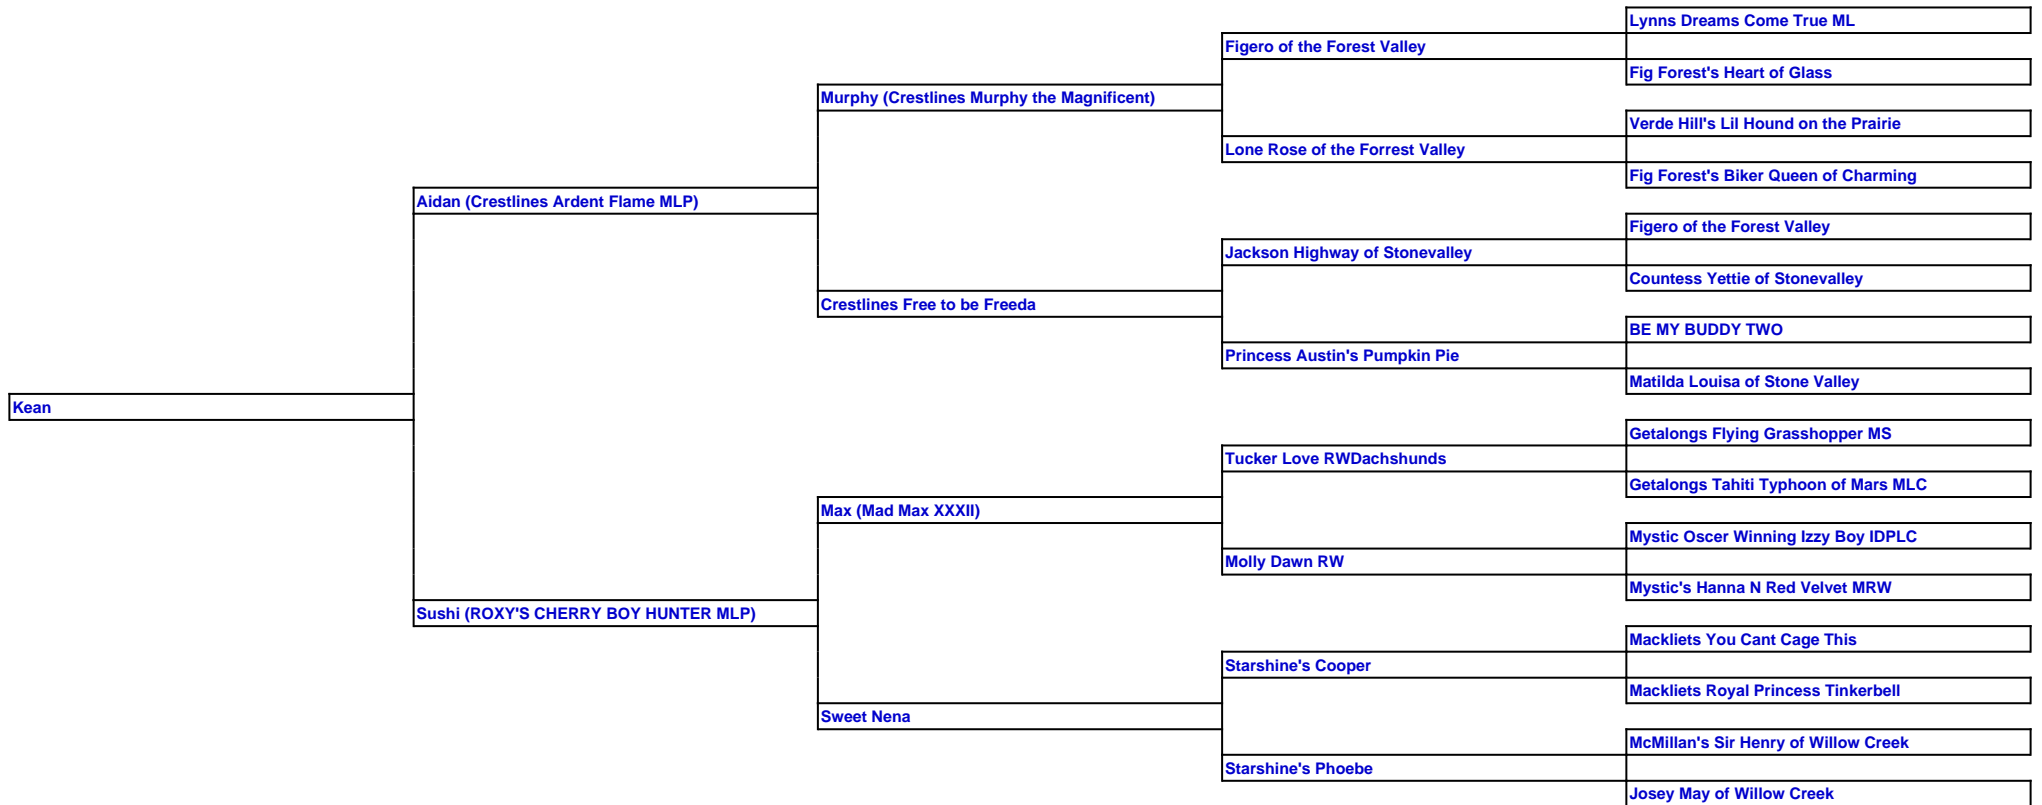 Lynns Dreams Come True ML
Figero of the Forest Valley
Fig Forest's Heart of Glass
Murphy (Crestlines Murphy the Magnificent)
Verde Hill's Lil Hound on the Prairie
Lone Rose of the Forrest Valley
Fig Forest's Biker Queen of Charming
Aidan (Crestlines Ardent Flame MLP)
Figero of the Forest Valley
Jackson Highway of Stonevalley
Countess Yettie of Stonevalley
Crestlines Free to be Freeda
BE MY BUDDY TWO
Princess Austin's Pumpkin Pie
Matilda Louisa of Stone Valley
Kean
Getalongs Flying Grasshopper MS
Tucker Love RWDachshunds
Getalongs Tahiti Typhoon of Mars MLC
Max (Mad Max XXXII)
Mystic Oscer Winning Izzy Boy IDPLC
Molly Dawn RW
Mystic's Hanna N Red Velvet MRW
Sushi (ROXY'S CHERRY BOY HUNTER MLP)
Mackliets You Cant Cage This
Starshine's Cooper
Mackliets Royal Princess Tinkerbell
Sweet Nena
McMillan's Sir Henry of Willow Creek
Starshine's Phoebe
Josey May of Willow Creek